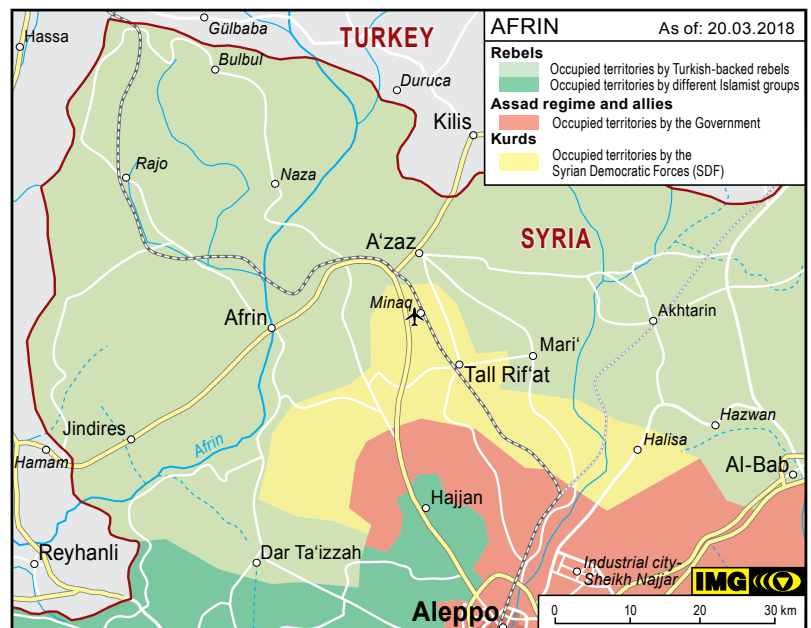 AFRIN As of: 20.03.2018
Rebels
Occupied territories by Turkish-backed rebels
Occupied territories by different Islamist groups
Assad regime and allies
Occupied territories by the Government
Kurds
Occupied territories by the
Syrian Democratic Forces (SDF)
Hassa
Gülbaba
TURKEY
Bulbul
Duruca
Kilis
Rajo
Naza
A‘zaz
SYRIA
Minaq
Afrin
Akhtarin
Mari‘
Tall Rif‘at
Jindires
Hazwan
Afrin
Halisa
Hamam
Al-Bab
Hajjan
Reyhanli
Dar Ta‘izzah
Industrial city-
Sheikh Najjar
IMG
Aleppo
0 10 20 30 km